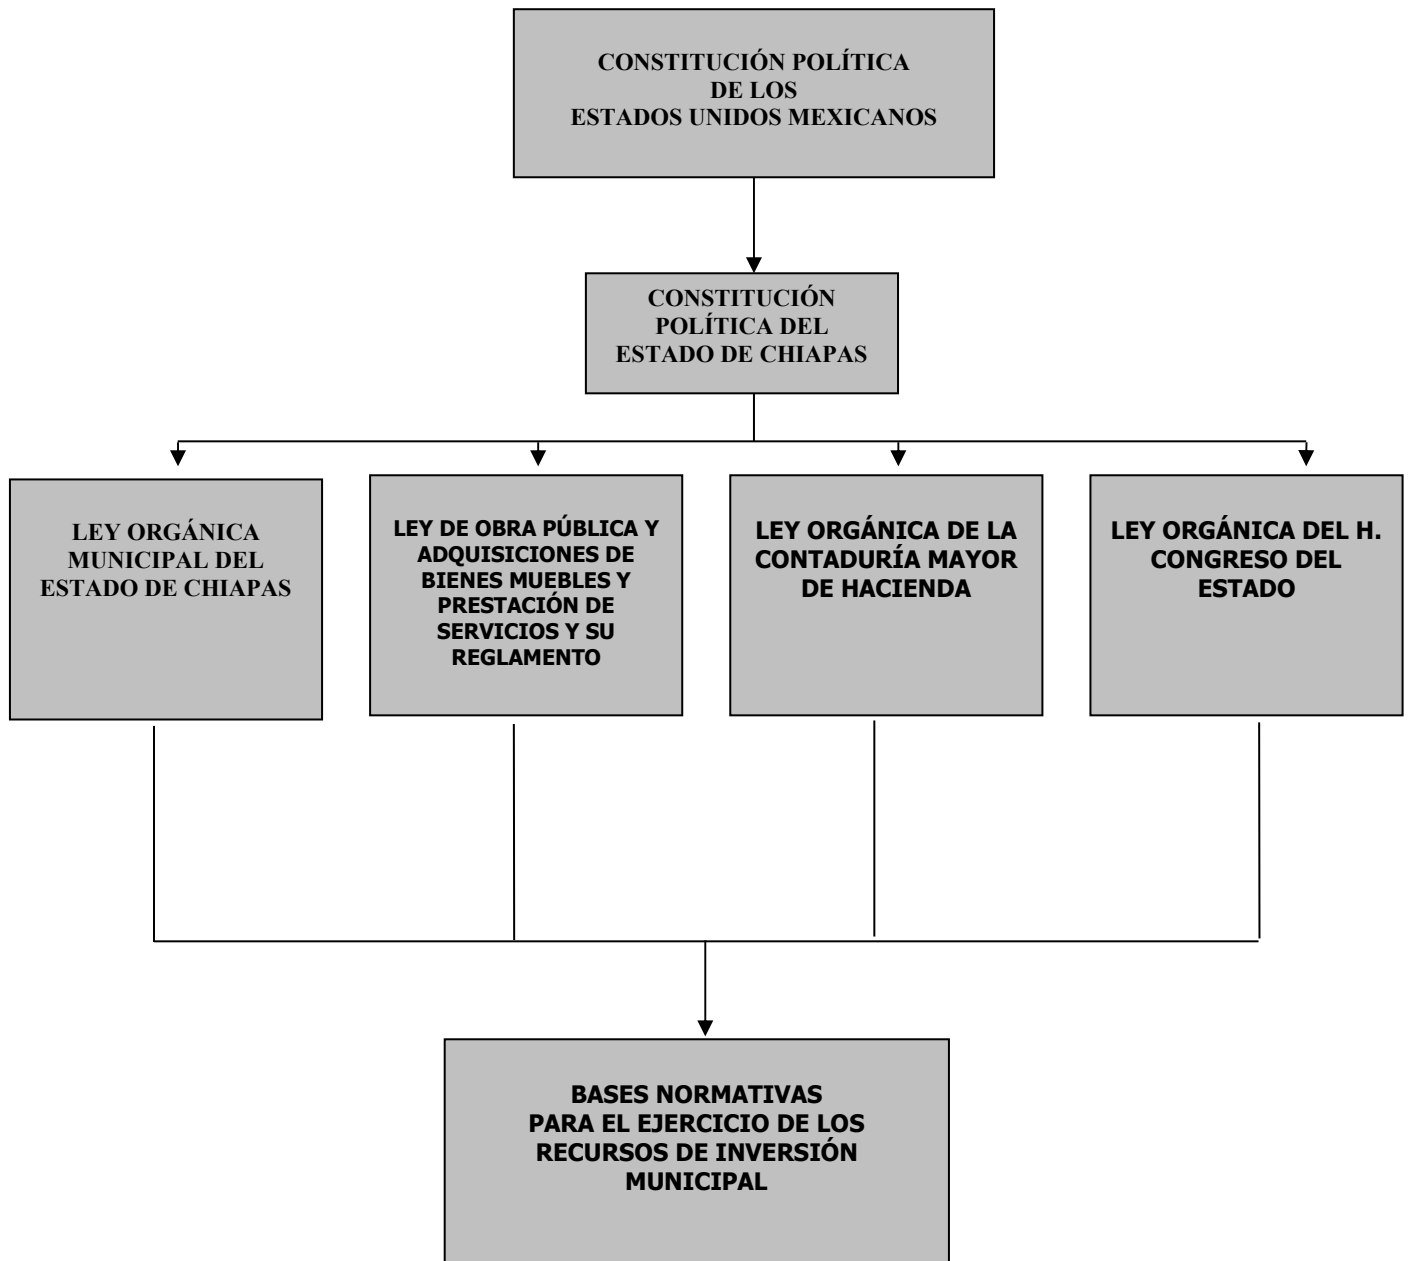 CONSTITUCIÓN POLÍTICA
DE LOS
ESTADOS UNIDOS MEXICANOS
CONSTITUCIÓN
POLÍTICA DEL
ESTADO DE CHIAPAS
LEY ORGÁNICA
MUNICIPAL DEL
ESTADO DE CHIAPAS
LEY DE OBRA PÚBLICA Y
ADQUISICIONES DE
BIENES MUEBLES Y
PRESTACIÓN DE
SERVICIOS Y SU
REGLAMENTO
LEY ORGÁNICA DE LA
CONTADURÍA MAYOR
DE HACIENDA
LEY ORGÁNICA DEL H.
CONGRESO DEL
ESTADO
BASES NORMATIVAS
PARA EL EJERCICIO DE LOS
RECURSOS DE INVERSIÓN
MUNICIPAL